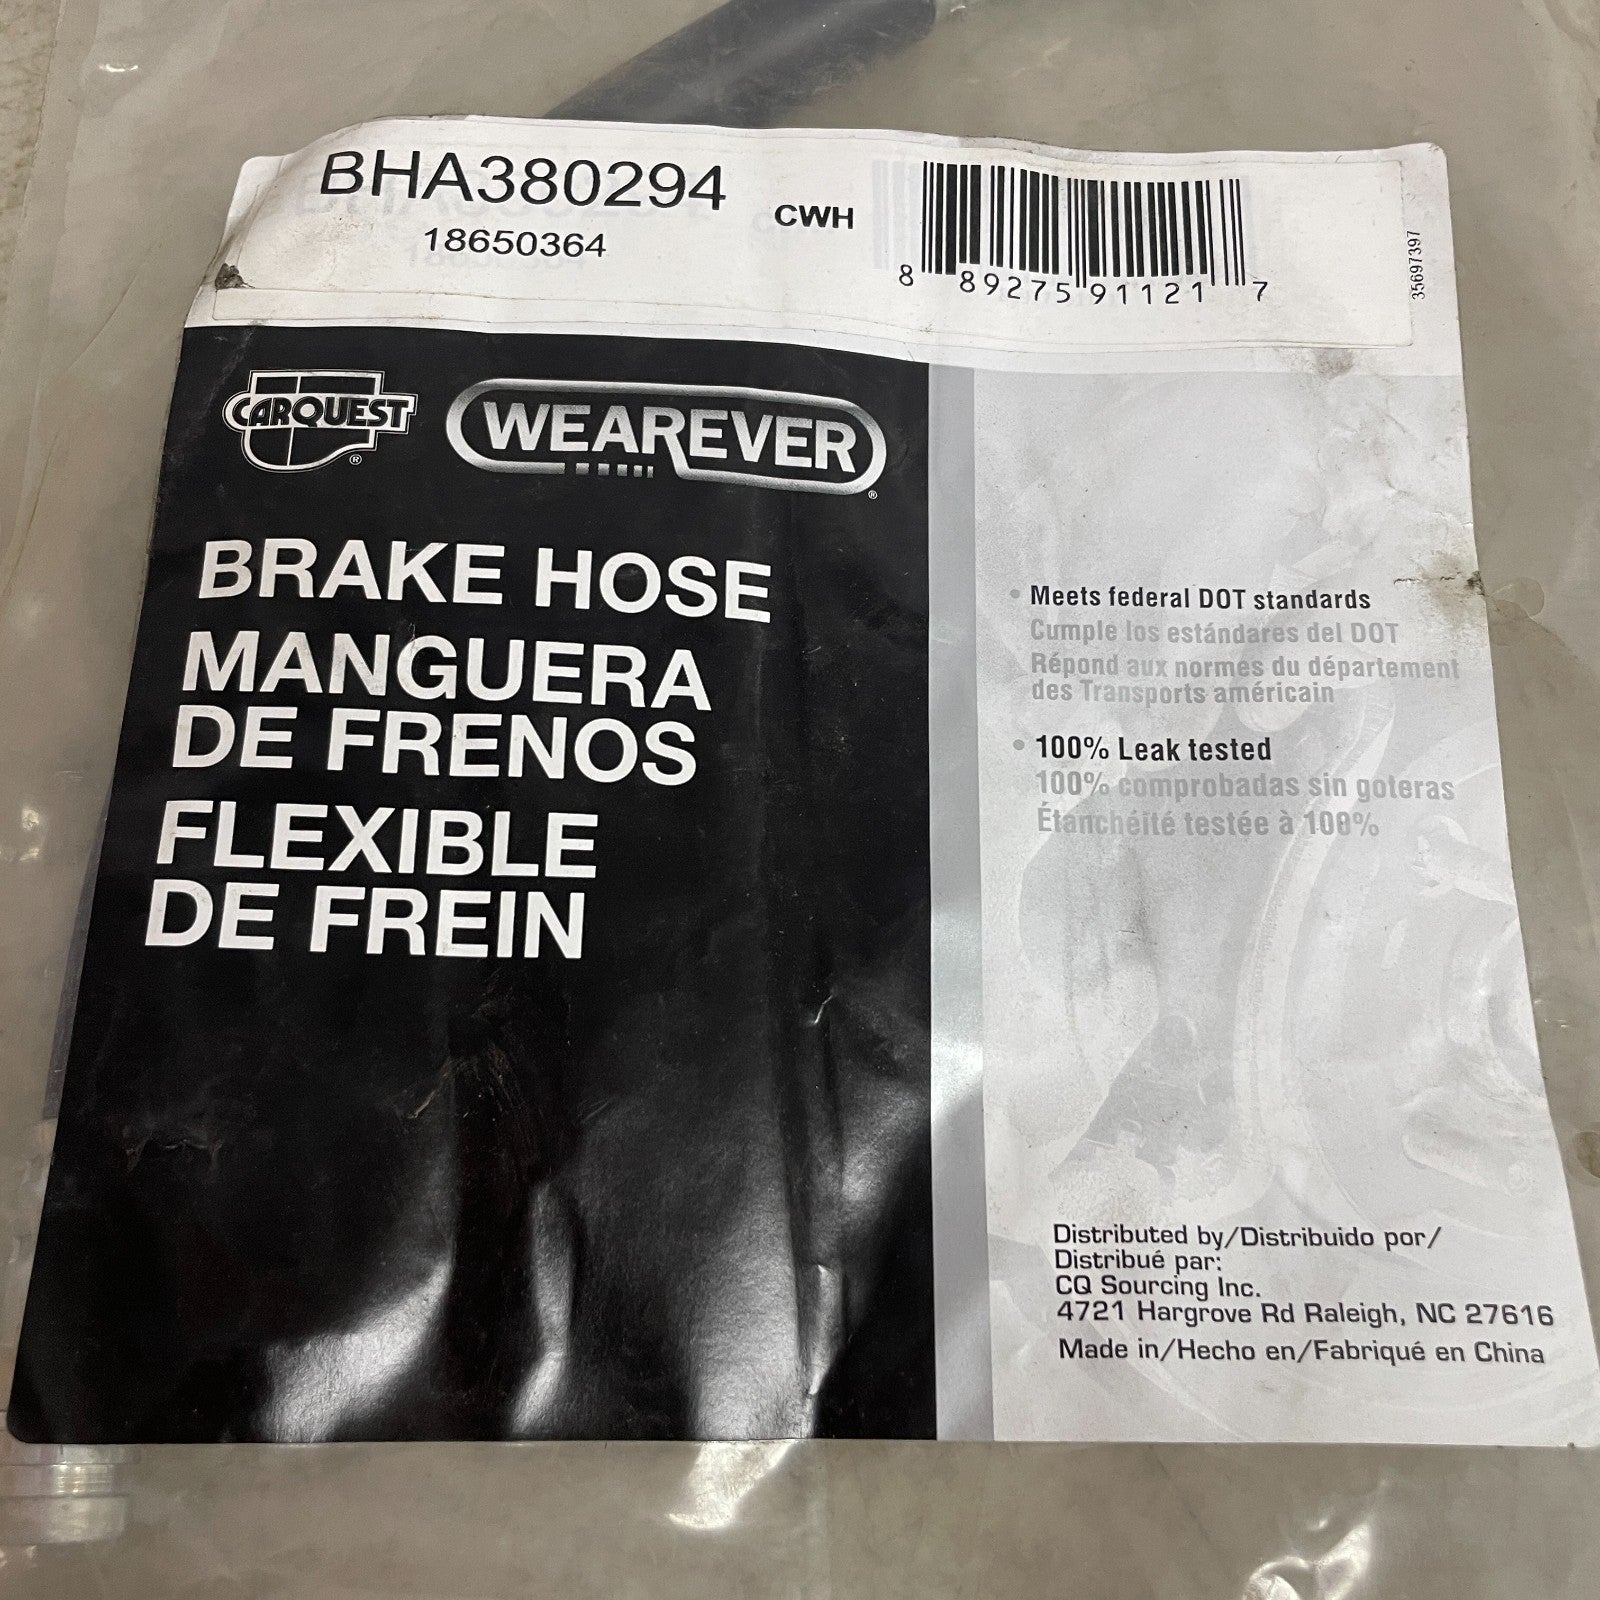 BHA380294
18650364
CWH
8 89275 91121 7
35697397
CARQUEST ®
WEAREVER ®
BRAKE HOSE
MANGUERA
DE FRENOS
FLEXIBLE
DE FREIN
• Meets federal DOT standards
Cumple los estándares del DOT
Répond aux normes du département
des Transports américain
• 100% Leak tested
100% comprobadas sin goteras
Étanchéité testée à 100%
Distributed by/Distribuido por/
Distribué par:
CQ Sourcing Inc.
4721 Hargrove Rd Raleigh, NC 27616
Made in/Hecho en/Fabriqué en China